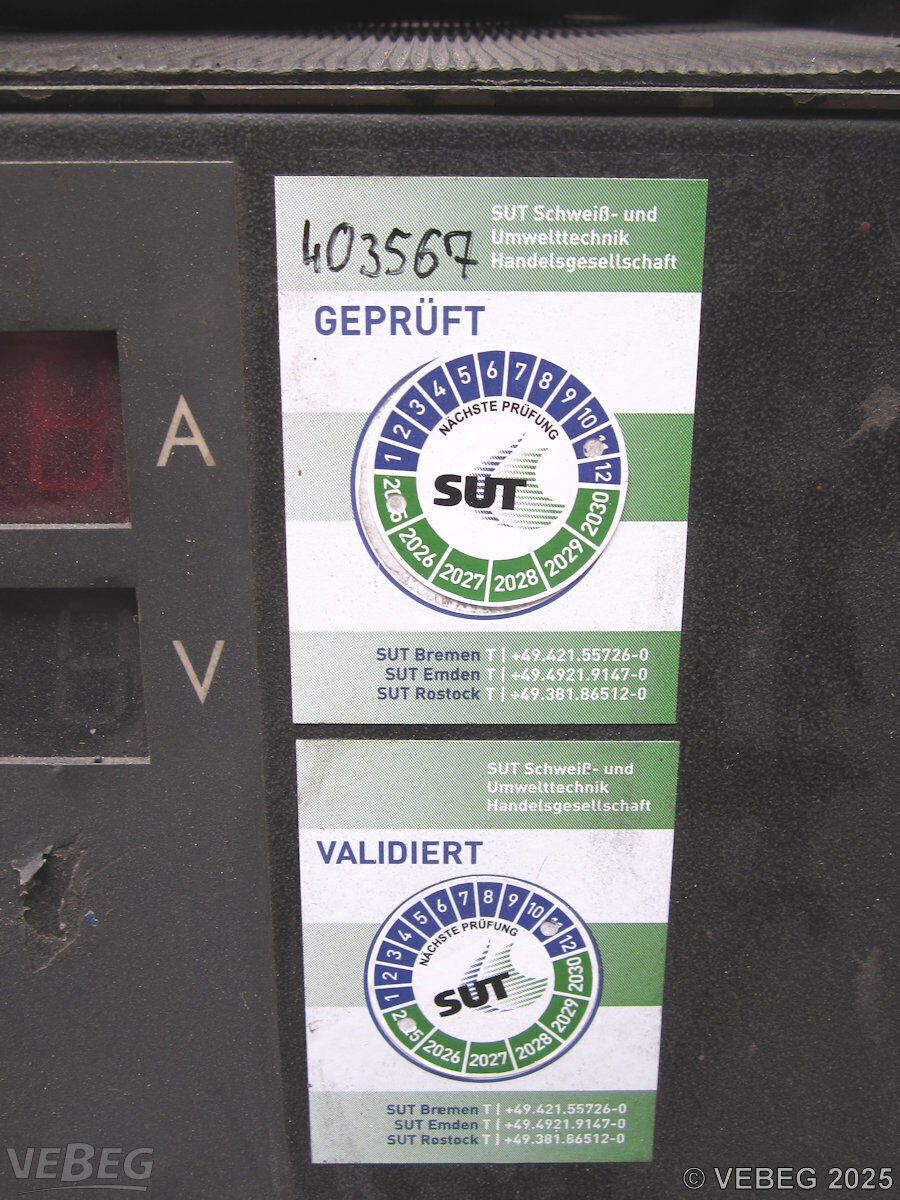 403567
SUT Schweiß- und
Umwelttechnik
Handelsgesellschaft
GEPRÜFT
1 2 3 4 5 6 7 8 9 10 12
NÄCHSTE PRÜFUNG
SUT
2026 2027 2028 2029 2030
SUT Bremen T | +49.421.55726-0
SUT Emden T | +49.4921.9147-0
SUT Rostock T | +49.381.86512-0
A
V
SUT Schweiß- und
Umwelttechnik
Handelsgesellschaft
VALIDIERT
1 2 3 4 5 6 7 8 9 10 12
NÄCHSTE PRÜFUNG
SUT
2026 2027 2028 2029 2030
SUT Bremen T | +49.421.55726-0
SUT Emden T | +49.4921.9147-0
SUT Rostock T | +49.381.86512-0
VEBEG
© VEBEG 2025